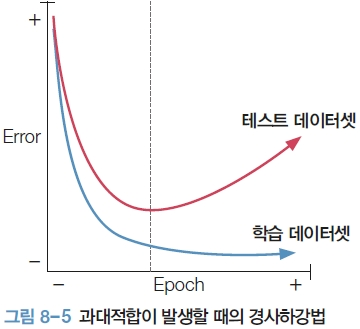 +
테스트 데이터셋
Error
학습 데이터셋
−
− Epoch +
그림 8-5 과대적합이 발생할 때의 경사하강법